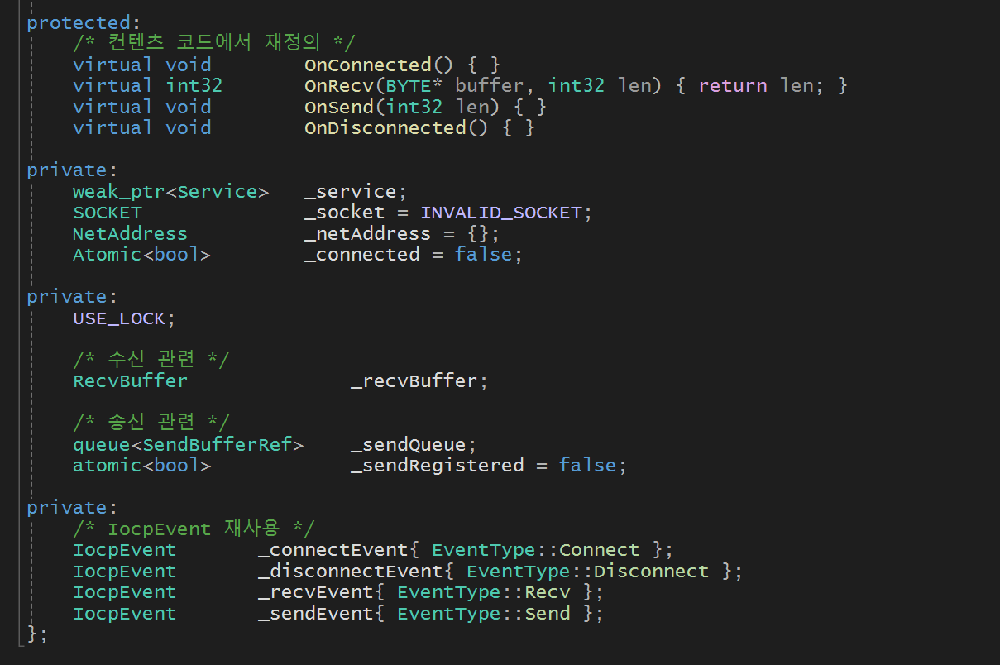 protected:
    /* 컨텐츠 코드에서 재정의 */
    virtual void        OnConnected() { }
    virtual int32       OnRecv(BYTE* buffer, int32 len) { return len; }
    virtual void        OnSend(int32 len) { }
    virtual void        OnDisconnected() { }

private:
    weak_ptr<Service>   _service;
    SOCKET              _socket = INVALID_SOCKET;
    NetAddress          _netAddress = {};
    Atomic<bool>        _connected = false;

private:
    USE_LOCK;

    /* 수신 관련 */
    RecvBuffer              _recvBuffer;

    /* 송신 관련 */
    queue<SendBufferRef>    _sendQueue;
    atomic<bool>            _sendRegistered = false;

private:
    /* IocpEvent 재사용 */
    IocpEvent       _connectEvent{ EventType::Connect };
    IocpEvent       _disconnectEvent{ EventType::Disconnect };
    IocpEvent       _recvEvent{ EventType::Recv };
    IocpEvent       _sendEvent{ EventType::Send };
};